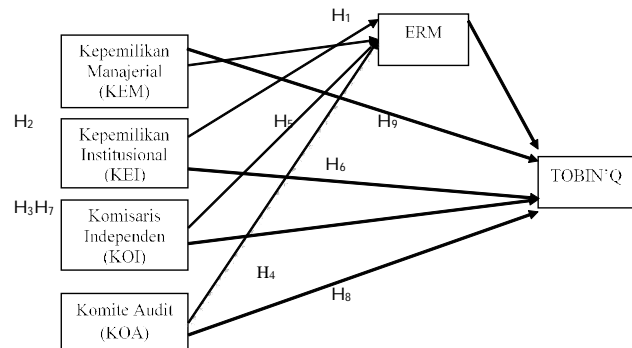 H1
ERM
Kepemilikan
Manajerial
(KEM)
H2
H5
H9
Kepemilikan
Institusional
(KEI)
H6
TOBIN'Q
H3H7
Komisaris
Independen
(KOI)
H4
H8
Komite Audit
(KOA)